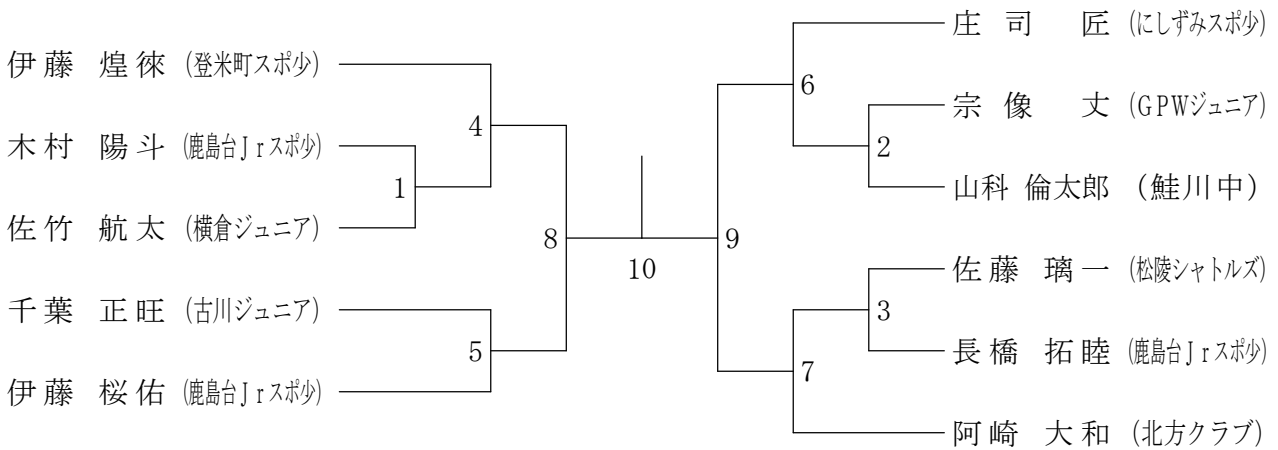 伊藤 煌徠 (登米町スポ少)
木村 陽斗 (鹿島台Jrスポ少)
佐竹 航太 (横倉ジュニア)
千葉 正旺 (古川ジュニア)
伊藤 桜佑 (鹿島台Jrスポ少)
4
1
8
5
10
庄司 匠 (にしずみスポ少)
宗像 丈 (GPWジュニア)
山科 倫太郎 (鮭川中)
佐藤 璃一 (松陵シャトルズ)
長橋 拓睦 (鹿島台Jrスポ少)
阿崎 大和 (北方クラブ)
6
2
9
3
7